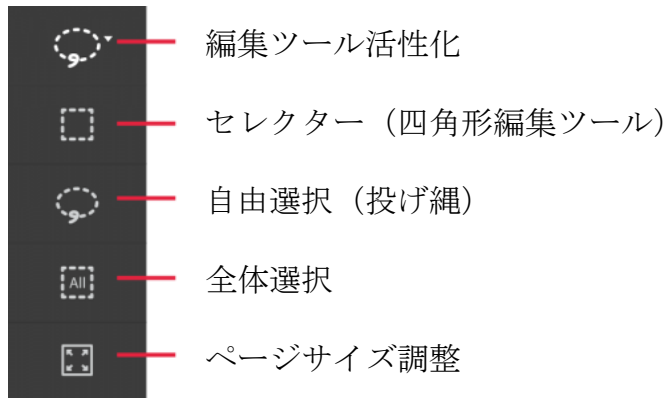 編集ツール活性化
セレクター（四角形編集ツール）
自由選択（投げ縄）
All 全体選択
ページサイズ調整